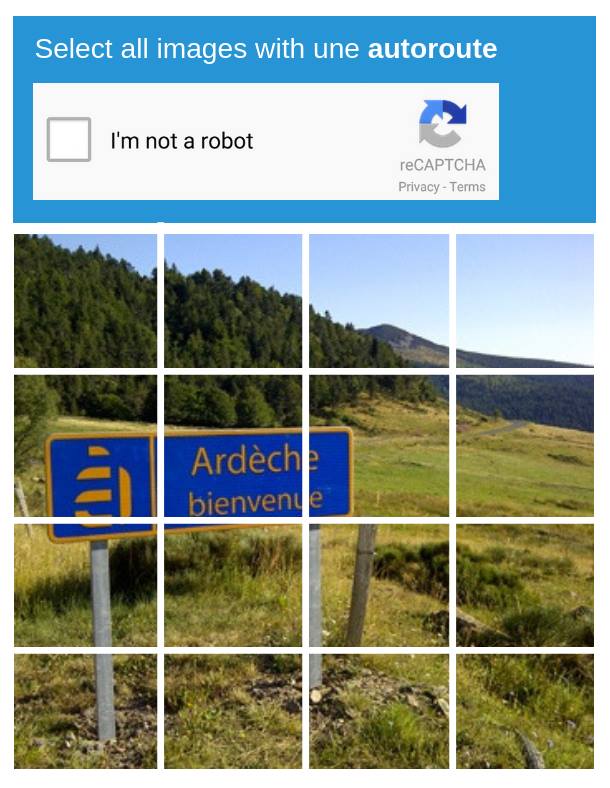 Select all images with une autoroute
I'm not a robot
reCAPTCHA
Privacy - Terms
Ardèche
bienvenue